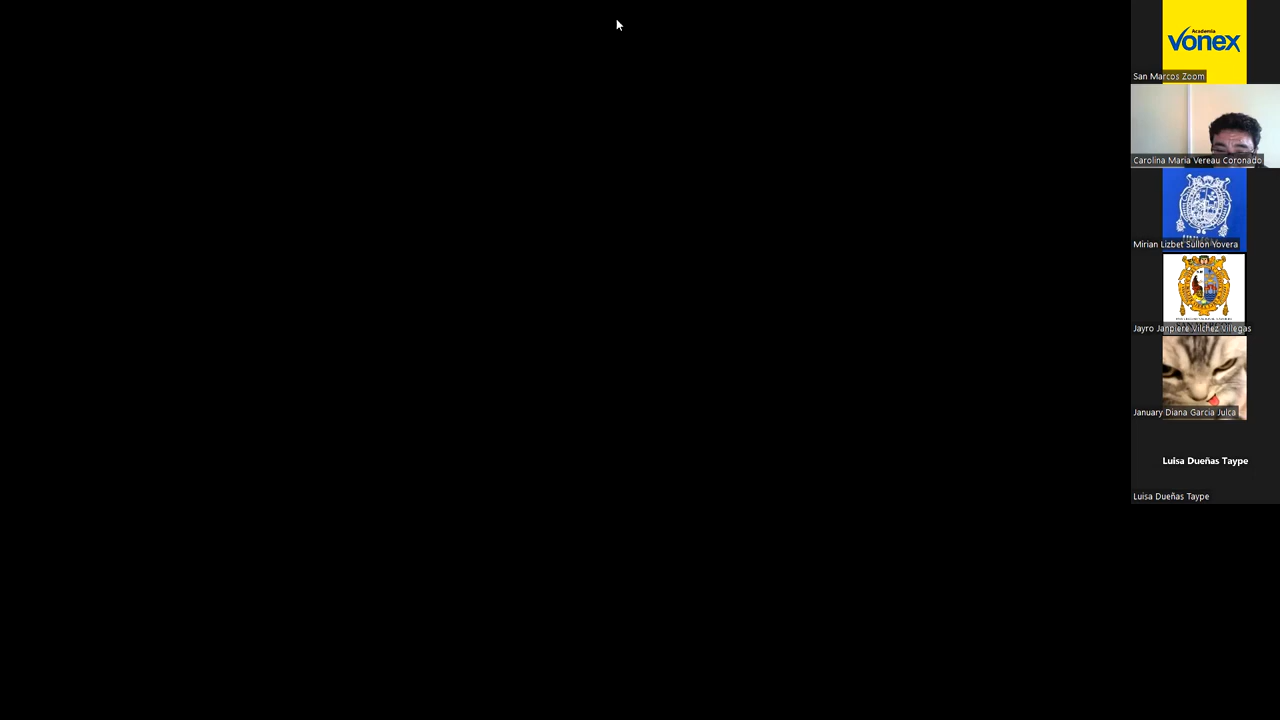 Academia
vonex
San Marcos Zoom
Carolina Maria Vereau Coronado
Mirian Lizbet Sullon Yovera
Jayro Janpiere Vilchez Villegas
January Diana Garcia Julca
Luisa Dueñas Taype
Luisa Dueñas Taype